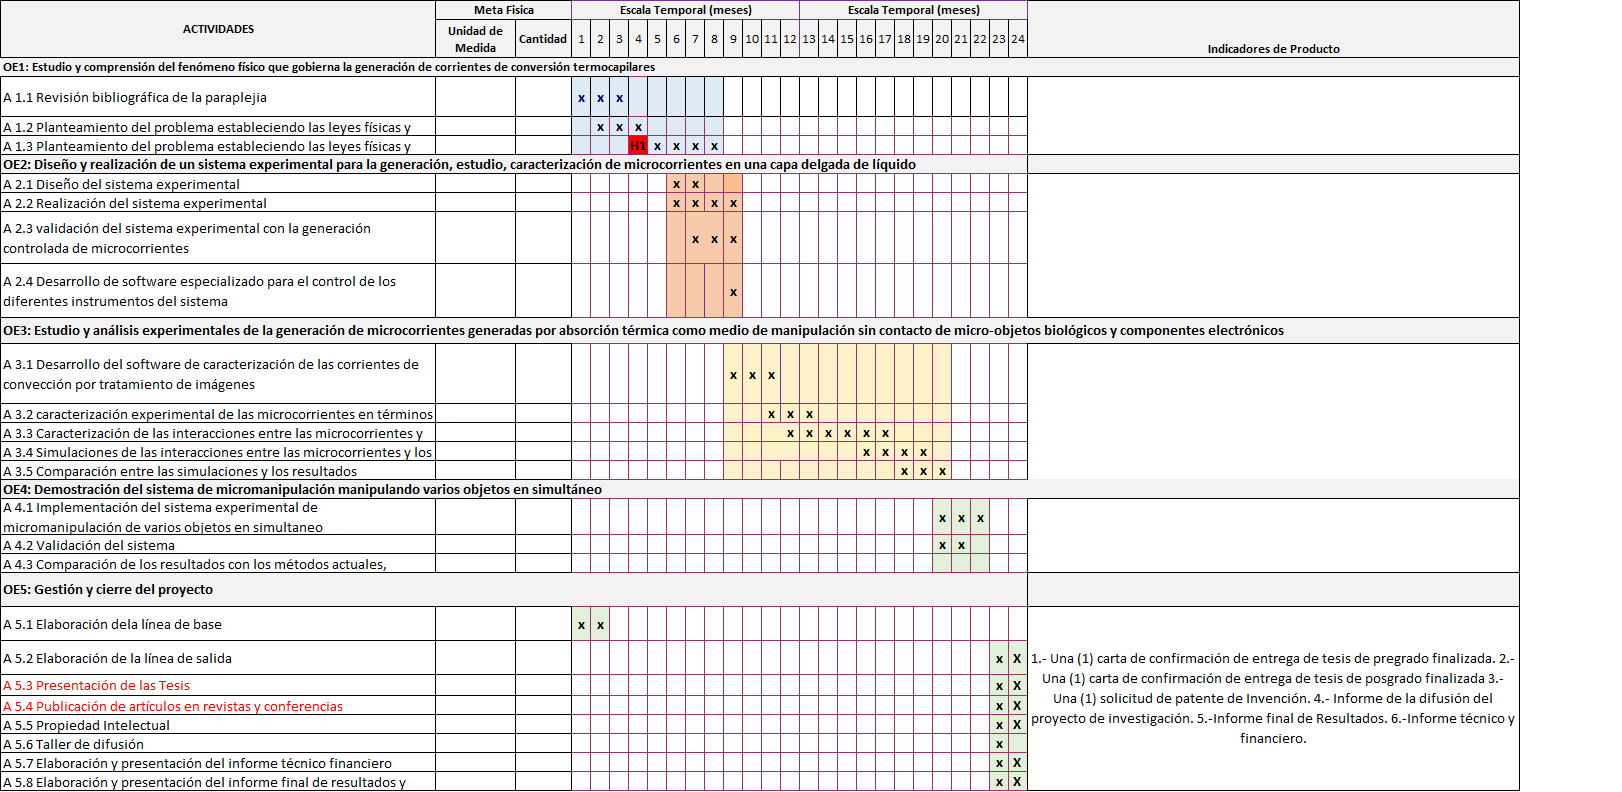 ACTIVIDADES
Meta Fisica
Escala Temporal (meses)
Escala Temporal (meses)
Indicadores de Producto
Unidad de
Medida
Cantidad
1 2 3 4 5 6 7 8 9 10 11 12 13 14 15 16 17 18 19 20 21 22 23 24
OE1: Estudio y comprensión del fenómeno físico que gobierna la generación de corrientes de conversión termocapilares
A 1.1 Revisión bibliográfica de la paraplejia
x x x
A 1.2 Planteamiento del problema estableciendo las leyes físicas y
x x x
A 1.3 Planteamiento del problema estableciendo las leyes físicas y
H1 x x x x
OE2: Diseño y realización de un sistema experimental para la generación, estudio, caracterización de microcorrientes en una capa delgada de líquido
A 2.1 Diseño del sistema experimental
x x
A 2.2 Realización del sistema experimental
x x x x
A 2.3 validación del sistema experimental con la generación
controlada de microcorrientes
x x x
A 2.4 Desarrollo de software especializado para el control de los
diferentes instrumentos del sistema
x
OE3: Estudio y análisis experimentales de la generación de microcorrientes generadas por absorción térmica como medio de manipulación sin contacto de micro-objetos biológicos y componentes electrónicos
A 3.1 Desarrollo del software de caracterización de las corrientes de
convección por tratamiento de imágenes
x x x
A 3.2 caracterización experimental de las microcorrientes en términos
x x x
A 3.3 Caracterización de las interacciones entre las microcorrientes y
x x x x x x
A 3.4 Simulaciones de las interacciones entre las microcorrientes y los
x x x x
A 3.5 Comparación entre las simulaciones y los resultados
x x x
OE4: Demostración del sistema de micromanipulación manipulando varios objetos en simultáneo
A 4.1 Implementación del sistema experimental de
micromanipulación de varios objetos en simultaneo
x x x
A 4.2 Validación del sistema
x x
A 4.3 Comparación de los resultados con los métodos actuales,
OE5: Gestión y cierre del proyecto
A 5.1 Elaboración dela línea de base
x x
A 5.2 Elaboración de la línea de salida
x X
A 5.3 Presentación de las Tesis
x X
A 5.4 Publicación de artículos en revistas y conferencias
x X
A 5.5 Propiedad Intelectual
x X
A 5.6 Taller de difusión
x
A 5.7 Elaboración y presentación del informe técnico financiero
x X
A 5.8 Elaboración y presentación del informe final de resultados y
x X
1.- Una (1) carta de confirmación de entrega de tesis de pregrado finalizada. 2.-
Una (1) carta de confirmación de entrega de tesis de posgrado finalizada 3.-
Una (1) solicitud de patente de Invención. 4.- Informe de la difusión del
proyecto de investigación. 5.-Informe final de Resultados. 6.-Informe técnico y
financiero.